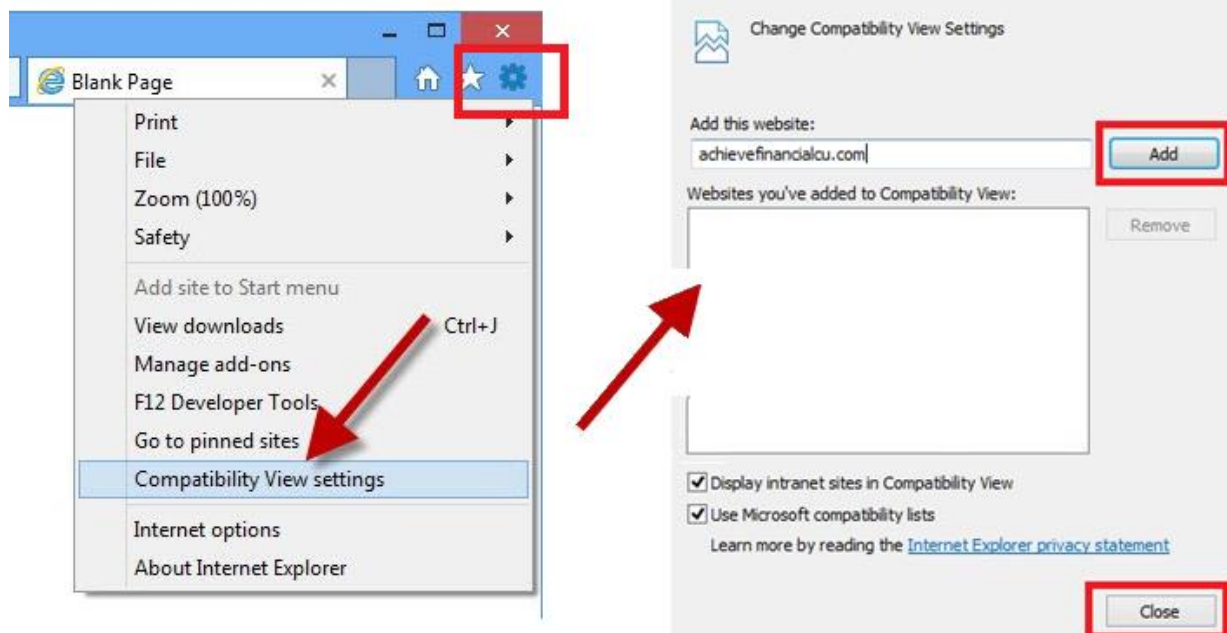 Blank Page
Print
File
Zoom (100%)
Safety
Add site to Start menu
View downloads Ctrl+J
Manage add-ons
F12 Developer Tools
Go to pinned sites
Compatibility View settings
Internet options
About Internet Explorer
Change Compatibility View Settings
Add this website:
achievefinancialcu.com
Add
Websites you've added to Compatibility View:
Remove
Display intranet sites in Compatibility View
Use Microsoft compatibility lists
Learn more by reading the Internet Explorer privacy statement
Close